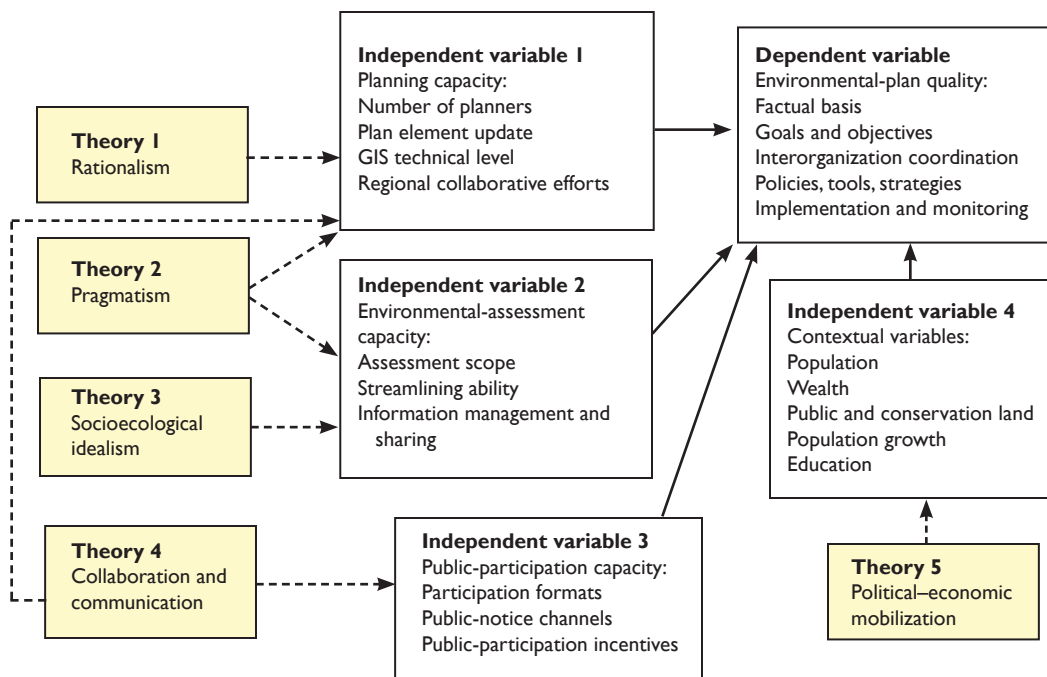 Theory 1
Rationalism
Theory 2
Pragmatism
Theory 3
Socioecological
idealism
Theory 4
Collaboration and
communication
Independent variable 1
Planning capacity:
Number of planners
Plan element update
GIS technical level
Regional collaborative efforts
Independent variable 2
Environmental-assessment
capacity:
Assessment scope
Streamlining ability
Information management and
sharing
Independent variable 3
Public-participation capacity:
Participation formats
Public-notice channels
Public-participation incentives
Dependent variable
Environmental-plan quality:
Factual basis
Goals and objectives
Interorganization coordination
Policies, tools, strategies
Implementation and monitoring
Independent variable 4
Contextual variables:
Population
Wealth
Public and conservation land
Population growth
Education
Theory 5
Political–economic
mobilization